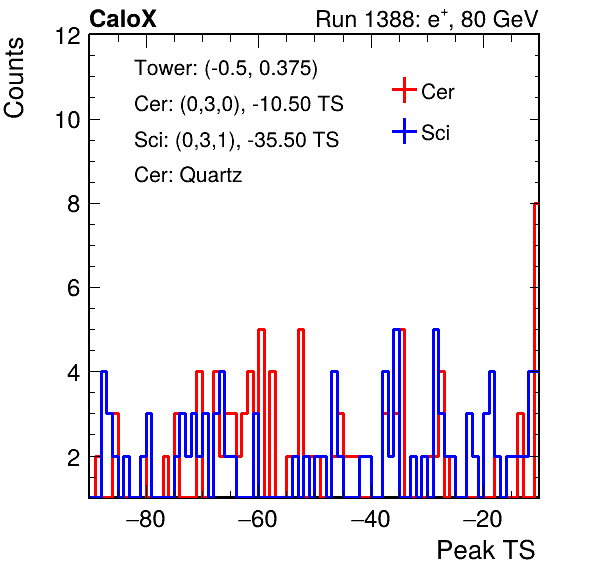 CaloX Run 1388: e⁺, 80 GeV
Counts
12
10
8
6
4
2
Tower: (-0.5, 0.375)
Cer: (0,3,0), -10.50 TS
Sci: (0,3,1), -35.50 TS
Cer: Quartz
Cer
Sci
−80 −60 −40 −20
Peak TS